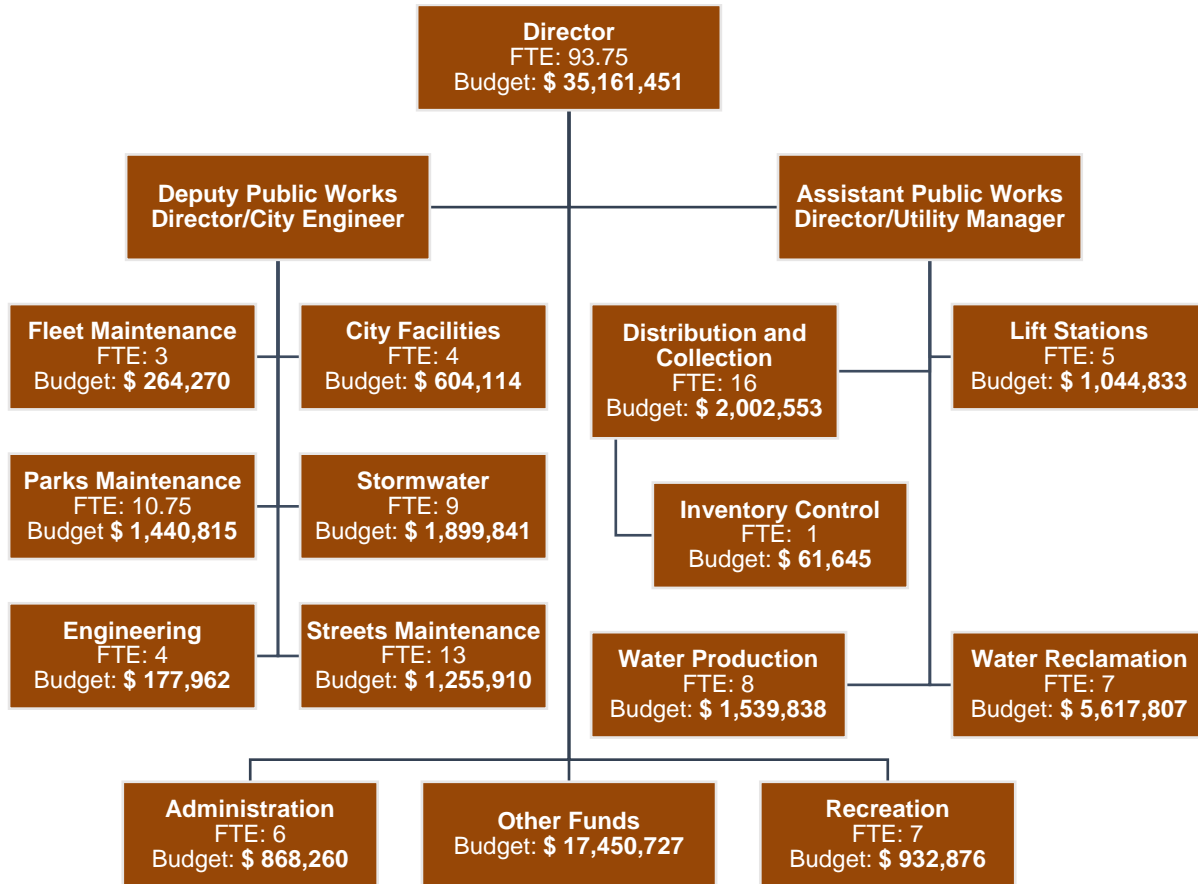 Director
FTE: 93.75
Budget: $ 35,161,451
Deputy Public Works
Director/City Engineer
Assistant Public Works
Director/Utility Manager
Fleet Maintenance
FTE: 3
Budget: $ 264,270
City Facilities
FTE: 4
Budget: $ 604,114
Distribution and
Collection
FTE: 16
Budget: $ 2,002,553
Lift Stations
FTE: 5
Budget: $ 1,044,833
Parks Maintenance
FTE: 10.75
Budget $ 1,440,815
Stormwater
FTE: 9
Budget: $ 1,899,841
Inventory Control
FTE: 1
Budget: $ 61,645
Engineering
FTE: 4
Budget: $ 177,962
Streets Maintenance
FTE: 13
Budget: $ 1,255,910
Water Production
FTE: 8
Budget: $ 1,539,838
Water Reclamation
FTE: 7
Budget: $ 5,617,807
Administration
FTE: 6
Budget: $ 868,260
Other Funds
Budget: $ 17,450,727
Recreation
FTE: 7
Budget: $ 932,876